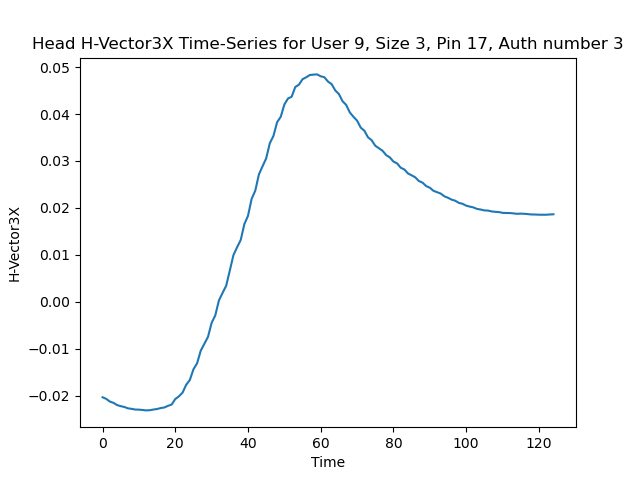 Head H-Vector3X Time-Series for User 9, Size 3, Pin 17, Auth number 3
0.05
0.04
0.03
0.02
0.01
0.00
−0.01
−0.02
H-Vector3X
0 20 40 60 80 100 120
Time